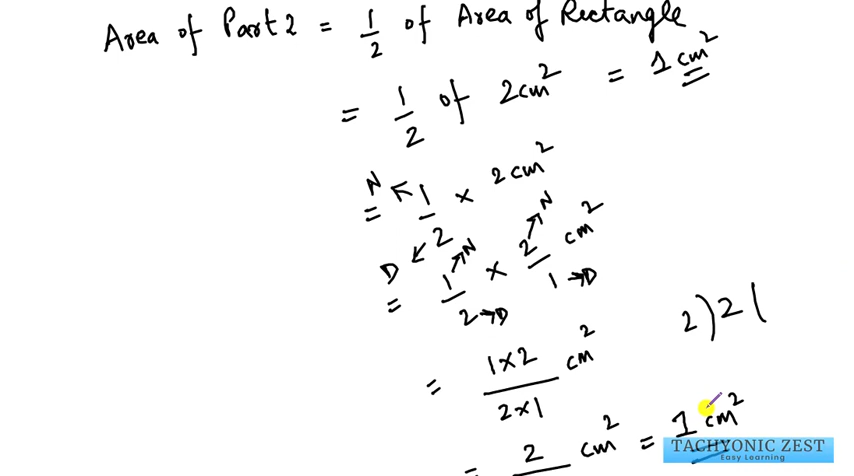 Area of Part 2 = 1/2 of Area of Rectangle
= 1/2 of 2cm² = 1 cm²
= N ← 1/2 × 2cm²
D ↙
= 1 → N / 2 → D × 2 → N / 1 → D cm²
2)2(
= 1×2 / 2×1 cm²
= 2 cm² = 1 cm²
TACHYONIC ZEST
Easy Learning